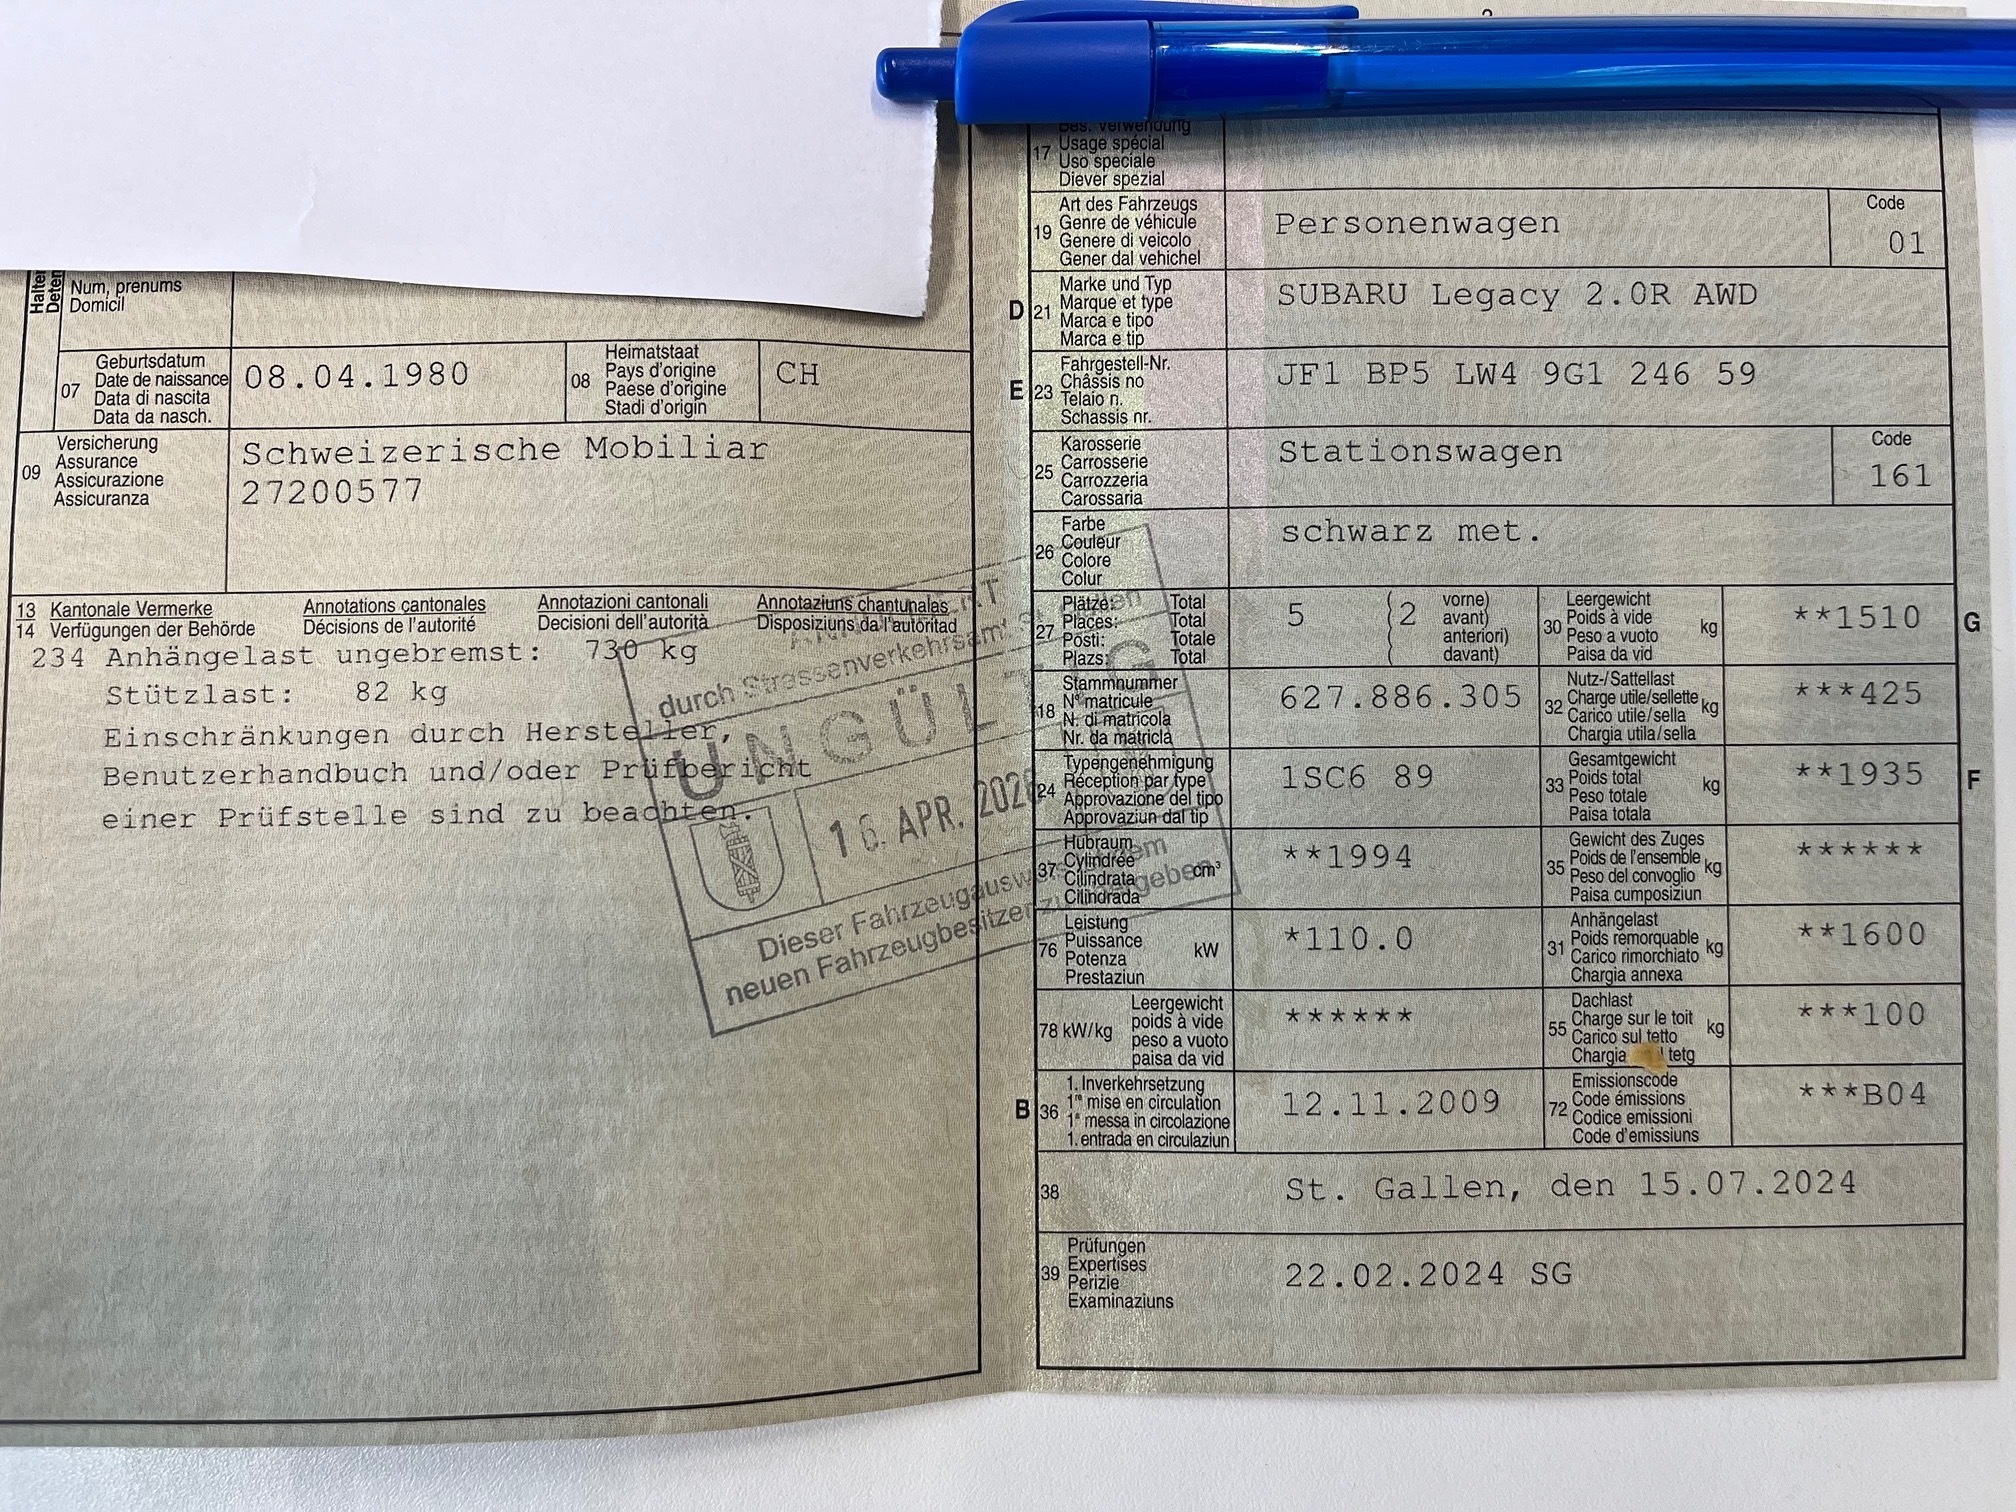 Halter
Num, prenums
Domicil
07
Geburtsdatum
Date de naissance
Data di nascita
Data da nasch.
08.04.1980
08
Heimatstaat
Pays d'origine
Paese d'origine
Stadi d'origin
CH
09
Versicherung
Assurance
Assicurazione
Assicuranza
Schweizerische Mobiliar
27200577
13 Kantonale Vermerke Annotations cantonales Annotazioni cantonali Annotaziuns chantunalas
14 Verfügungen der Behörde Décisions de l'autorité Decisioni dell'autorità Disposiziuns da l'autoritad
234 Anhängelast ungebremst: 730 kg
Stützlast: 82 kg
Einschränkungen durch Hersteller,
Benutzerhandbuch und/oder Prüfbericht
einer Prüfstelle sind zu beachten.
durch Strassenverkehrsamt St. Gallen
UNGÜLTIG
APR.
Dieser Fahrzeugausweis ist dem
neuen Fahrzeugbesitzer zu übergeben
17
Bes. Verwendung
Usage spécial
Uso speciale
Diever spezial
19
Art des Fahrzeugs
Genre de véhicule
Genere di veicolo
Gener dal vehichel
Personenwagen
Code
01
D 21
Marke und Typ
Marque et type
Marca e tipo
Marca e tip
SUBARU Legacy 2.0R AWD
E 23
Fahrgestell-Nr.
Châssis no
Telaio n.
Schassis nr.
JF1 BP5 LW4 9G1 246 59
25
Karosserie
Carrosserie
Carrozzeria
Carossaria
Stationswagen
Code
161
26
Farbe
Couleur
Colore
Colur
schwarz met.
27
Plätze: Total
Places: Total
Posti: Totale
Plazs: Total
5 (2 vorne)
avant)
anteriori)
davant)
30
Leergewicht
Poids à vide
Peso a vuoto
Paisa da vid
kg
**1510
G
18
Stammnummer
N° matricule
N. di matricola
Nr. da matricla
627.886.305
32
Nutz-/Sattellast
Charge utile/sellette
Carico utile/sella
Chargia utila/sella
kg
***425
24
Typengenehmigung
Réception par type
Approvazione del tipo
Approvaziun dal tip
1SC6 89
33
Gesamtgewicht
Poids total
Peso totale
Paisa totala
kg
**1935
F
37
Hubraum
Cylindrée
Cilindrata
Cilindrada
cm³
**1994
35
Gewicht des Zuges
Poids de l'ensemble
Peso del convoglio
Paisa cumposiziun
kg
******
76
Leistung
Puissance
Potenza
Prestaziun
kW
*110.0
31
Anhängelast
Poids remorquable
Carico rimorchiato
Chargia annexa
kg
**1600
78 kW/kg
Leergewicht
poids à vide
peso a vuoto
paisa da vid
******
55
Dachlast
Charge sur le toit
Carico sul tetto
Chargia tetg
kg
***100
B 36
1. Inverkehrsetzung
1re mise en circulation
1a messa in circolazione
1. entrada en circulaziun
12.11.2009
72
Emissionscode
Code émissions
Codice emissioni
Code d'emissiuns
***B04
38
St. Gallen, den 15.07.2024
39
Prüfungen
Expertises
Perizie
Examinaziuns
22.02.2024 SG